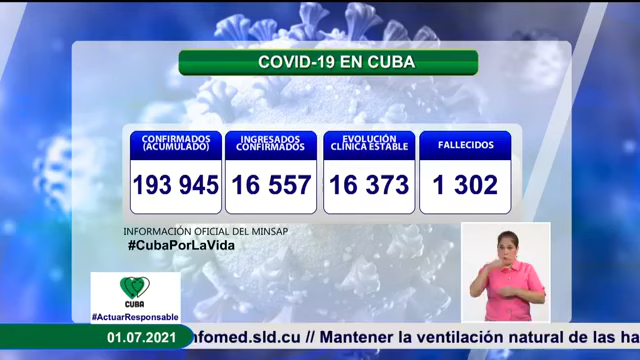 COVID-19 EN CUBA
CONFIRMADOS
(ACUMULADO)
193 945
INGRESADOS
CONFIRMADOS
16 557
EVOLUCIÓN
CLÍNICA ESTABLE
16 373
FALLECIDOS
1 302
INFORMACIÓN OFICIAL DEL MINSAP
#CubaPorLaVida
CUBA
#ActuarResponsable
01.07.2021
nfomed.sld.cu // Mantener la ventilación natural de las ha